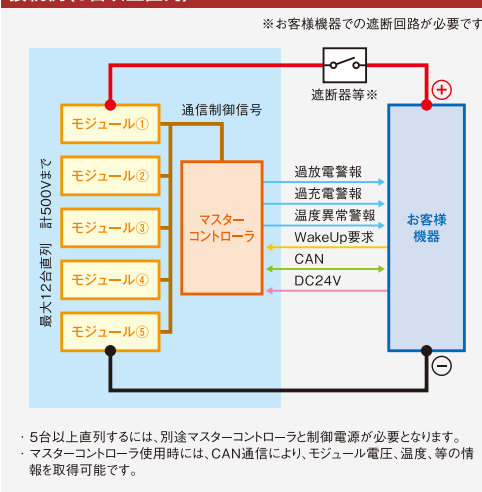 ※お客様機器での遮断回路が必要です
遮断器等※
通信制御信号
モジュール①
モジュール②
モジュール③
モジュール④
モジュール⑤
最大12台直列 計500Vまで
マスター
コントローラ
過放電警報
過充電警報
温度異常警報
WakeUp要求
CAN
DC24V
お客様
機器
+
−
・5台以上直列するには、別途マスターコントローラと制御電源が必要となります。
・マスターコントローラ使用時には、CAN通信により、モジュール電圧、温度、等の情
報を取得可能です。